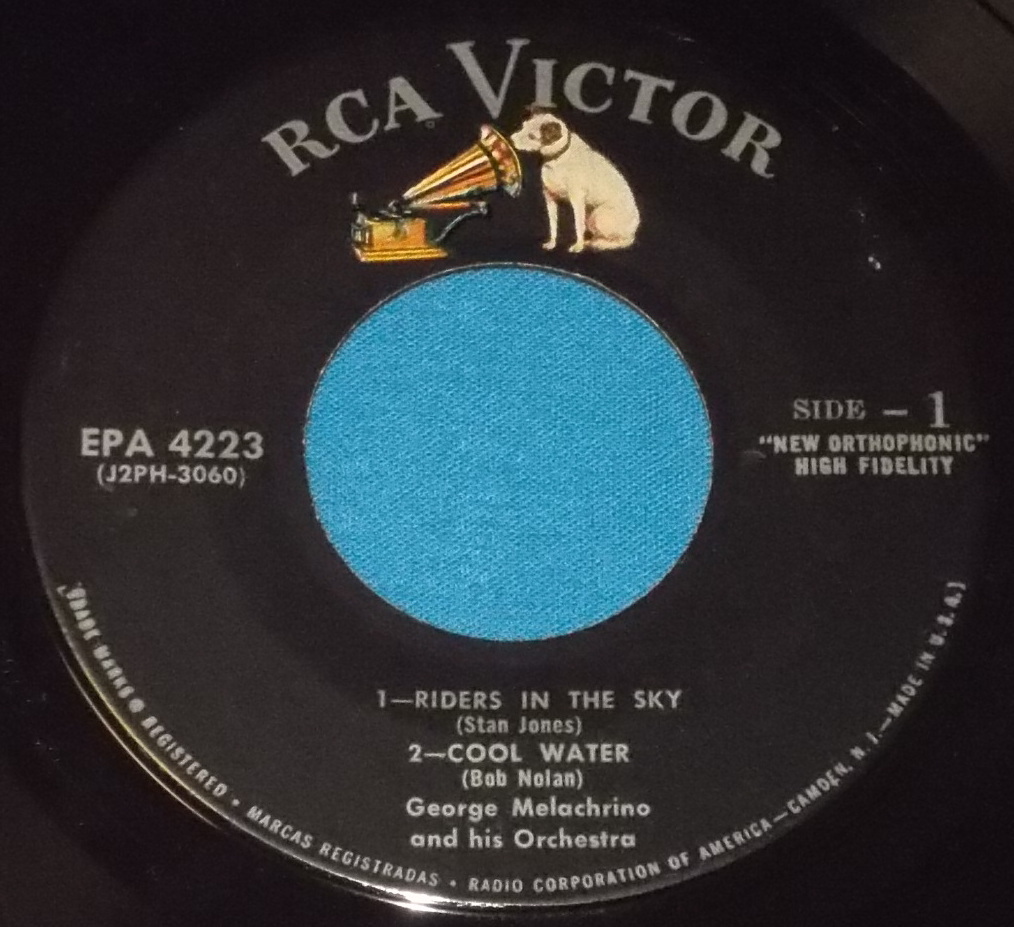 RCA VICTOR
EPA 4223
(J2PH-3060)
SIDE - 1
"NEW ORTHOPHONIC"
HIGH FIDELITY
1—RIDERS IN THE SKY
(Stan Jones)
2—COOL WATER
(Bob Nolan)
George Melachrino
and his Orchestra
TRADE MARKS ® REGISTERED • MARCAS REGISTRADAS • RADIO CORPORATION OF AMERICA—CAMDEN, N. J.—MADE IN U. S. A.